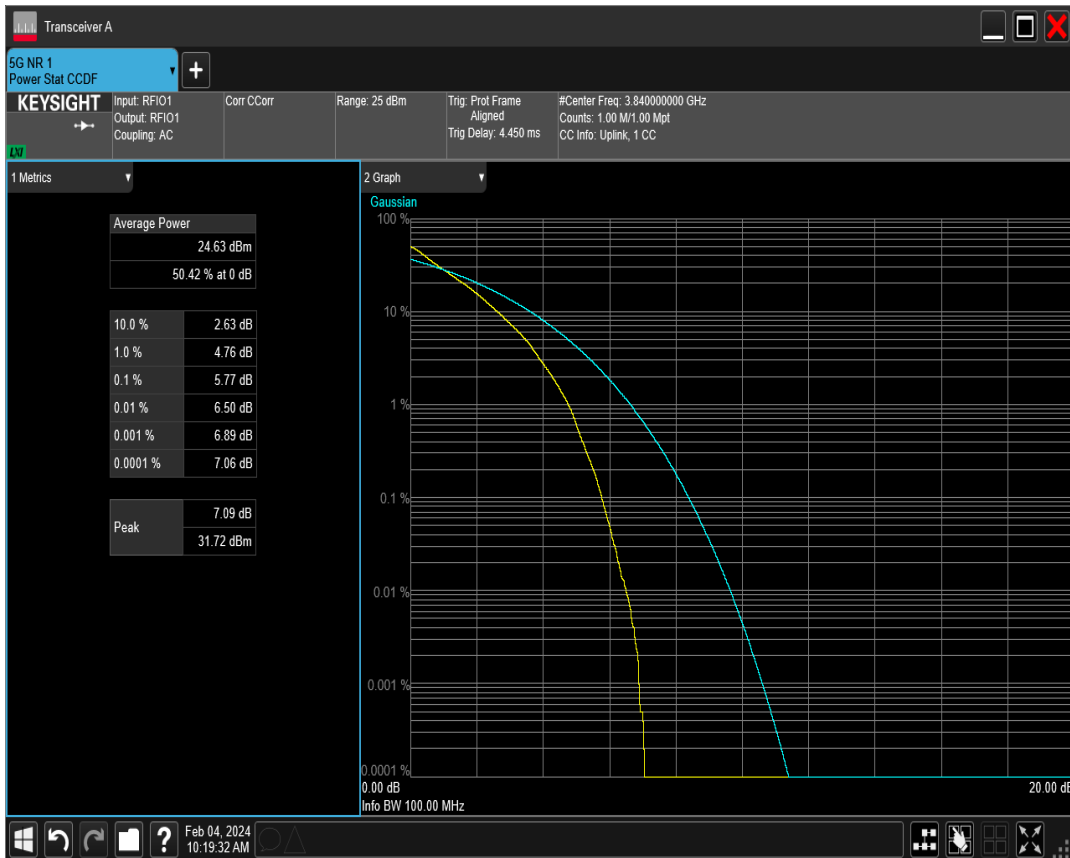 Transceiver A
5G NR 1
Power Stat CCDF
+
KEYSIGHT
LXI
Input: RFIO1
Output: RFIO1
Coupling: AC
Corr CCorr
Range: 25 dBm
Trig: Prot Frame
Aligned
Trig Delay: 4.450 ms
#Center Freq: 3.840000000 GHz
Counts: 1.00 M/1.00 Mpt
CC Info: Uplink, 1 CC
1 Metrics
Average Power
24.63 dBm
50.42 % at 0 dB
10.0 % 2.63 dB
1.0 % 4.76 dB
0.1 % 5.77 dB
0.01 % 6.50 dB
0.001 % 6.89 dB
0.0001 % 7.06 dB
Peak
7.09 dB
31.72 dBm
2 Graph
Gaussian
100 %
10 %
1 %
0.1 %
0.01 %
0.001 %
0.0001 %
0.00 dB 20.00 dB
Info BW 100.00 MHz
?
Feb 04, 2024
10:19:32 AM